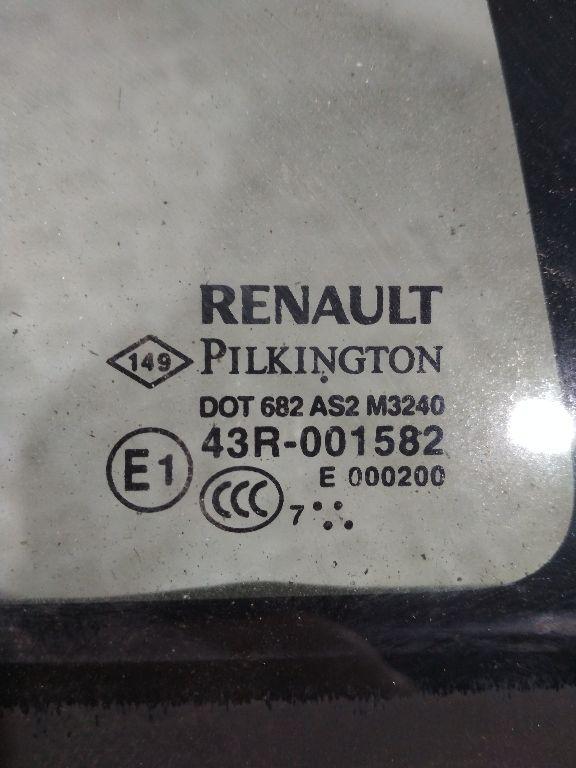 RENAULT
149 PILKINGTON
DOT 682 AS2 M3240
43R-001582
E1
E 000200
CCC
7